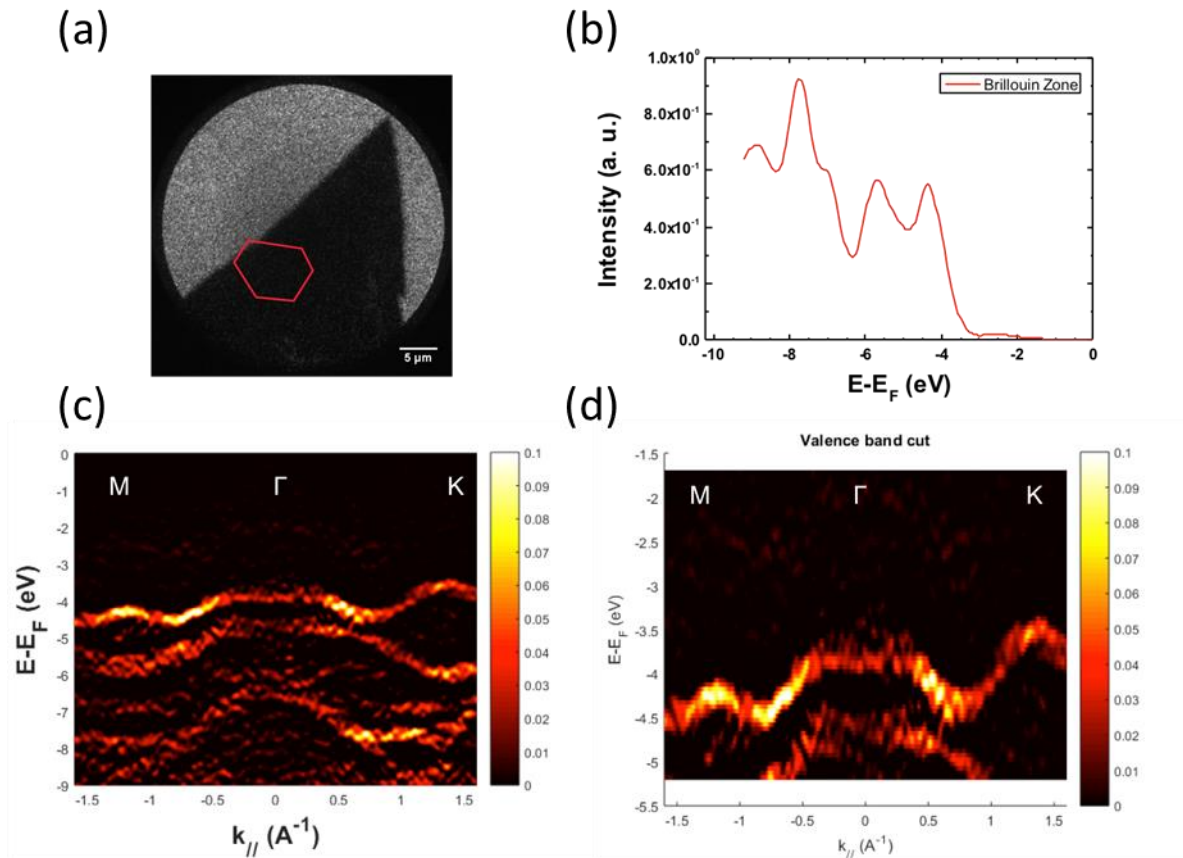 (a)
5 μm
(b)
1.0x10⁰
8.0x10⁻¹
6.0x10⁻¹
4.0x10⁻¹
2.0x10⁻¹
0.0
Intensity (a. u.)
Brillouin Zone
-10 -8 -6 -4 -2 0
E-E_F (eV)
(c)
0
-1
-2
-3
-4
-5
-6
-7
-8
-9
E-E_F (eV)
M Γ K
-1.5 -1 -0.5 0 0.5 1 1.5
k_// (A⁻¹)
0.1
0.09
0.08
0.07
0.06
0.05
0.04
0.03
0.02
0.01
0
(d)
Valence band cut
-1.5
-2
-2.5
-3
-3.5
-4
-4.5
-5
-5.5
E-E_F (eV)
M Γ K
-1.5 -1 -0.5 0 0.5 1 1.5
k_// (A⁻¹)
0.1
0.09
0.08
0.07
0.06
0.05
0.04
0.03
0.02
0.01
0